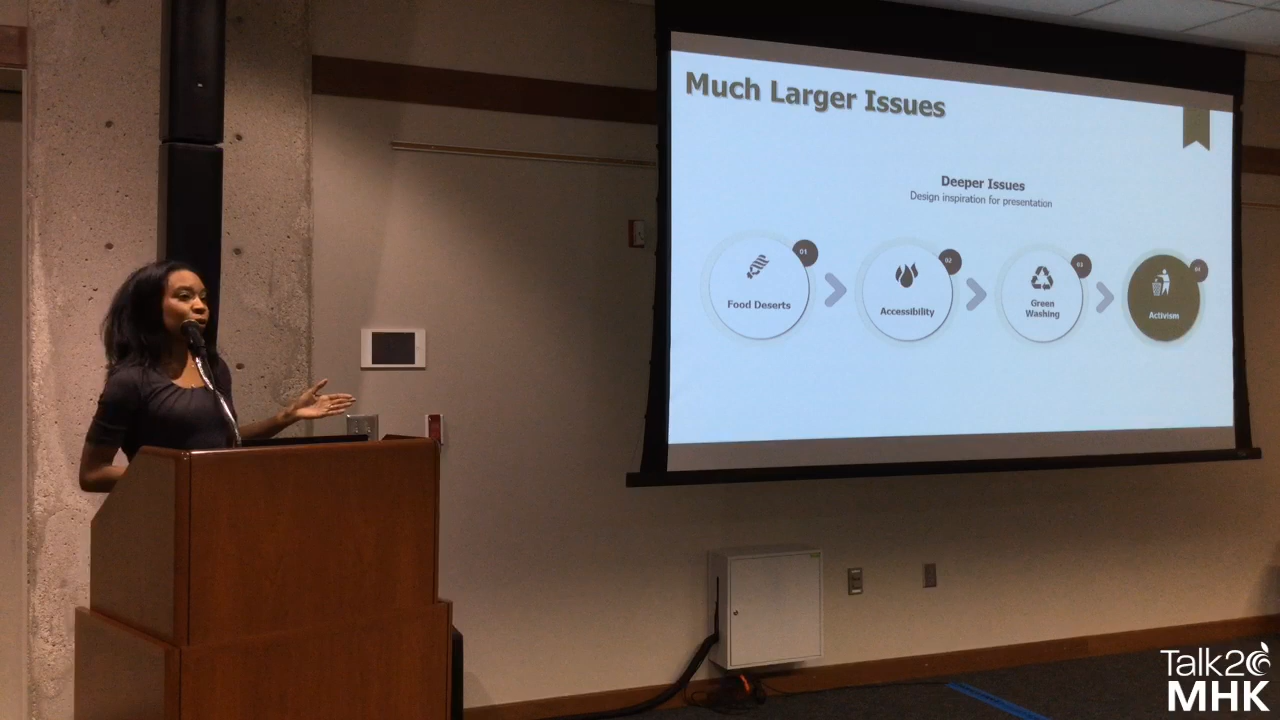 Much Larger Issues
Deeper Issues
Design inspiration for presentation
01
Food Deserts
02
Accessibility
03
Green
Washing
04
Activism
Talk20
MHK